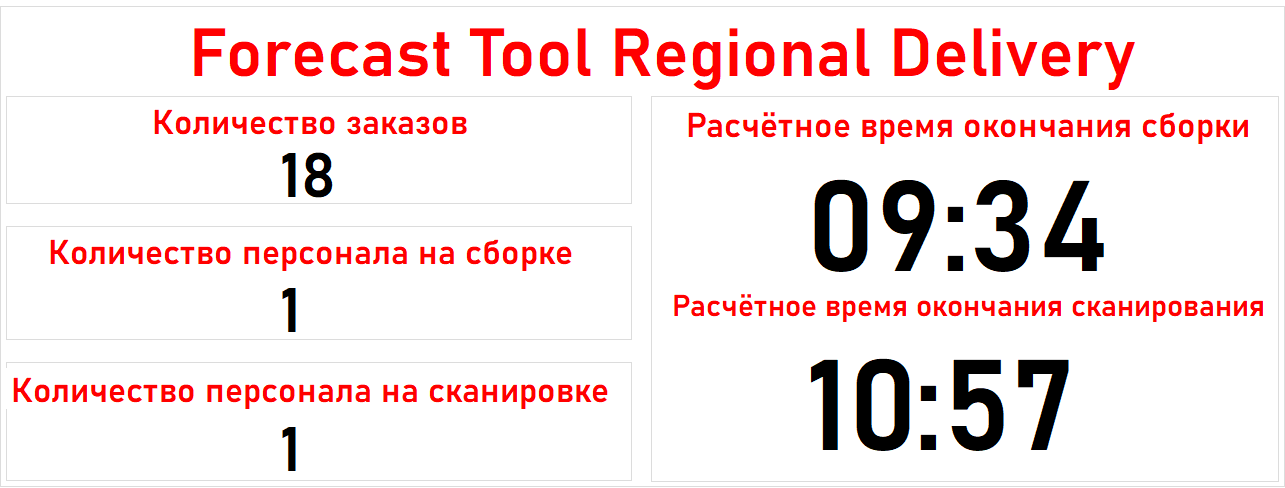 Forecast Tool Regional Delivery
Количество заказов
18
Количество персонала на сборке
1
Количество персонала на сканировке
1
Расчётное время окончания сборки
09:34
Расчётное время окончания сканирования
10:57